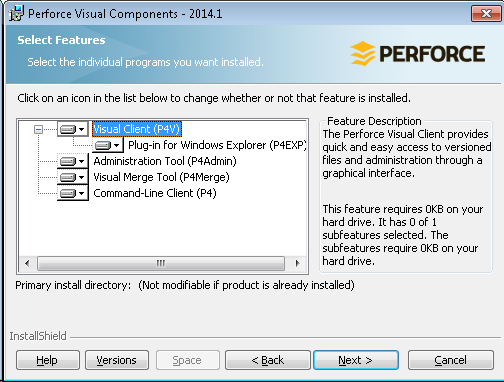 Perforce Visual Components - 2014.1
Select Features
Select the individual programs you want installed.
PERFORCE
Click on an icon in the list below to change whether or not that feature is installed.
Visual Client (P4V)
Plug-in for Windows Explorer (P4EXP)
Administration Tool (P4Admin)
Visual Merge Tool (P4Merge)
Command-Line Client (P4)
Feature Description
The Perforce Visual Client provides
quick and easy access to versioned
files and administration through a
graphical interface.
This feature requires 0KB on your
hard drive. It has 0 of 1
subfeatures selected. The
subfeatures require 0KB on your
hard drive.
Primary install directory: (Not modifiable if product is already installed)
InstallShield
Help
Versions
Space
< Back
Next >
Cancel